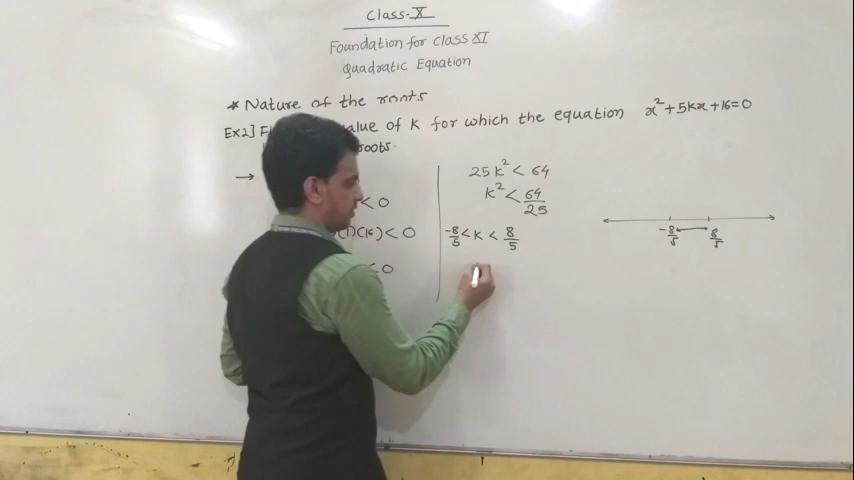 Class-X
Foundation for class XI
Quadratic Equation
* Nature of the roots
Ex2] Fi value of K for which the equation x²+5kx+16=0
roots.
→
<0
(1)(16)<0
<0
25k²<64
k²<64/25
-8/5<k<8/5
-8/5 8/5